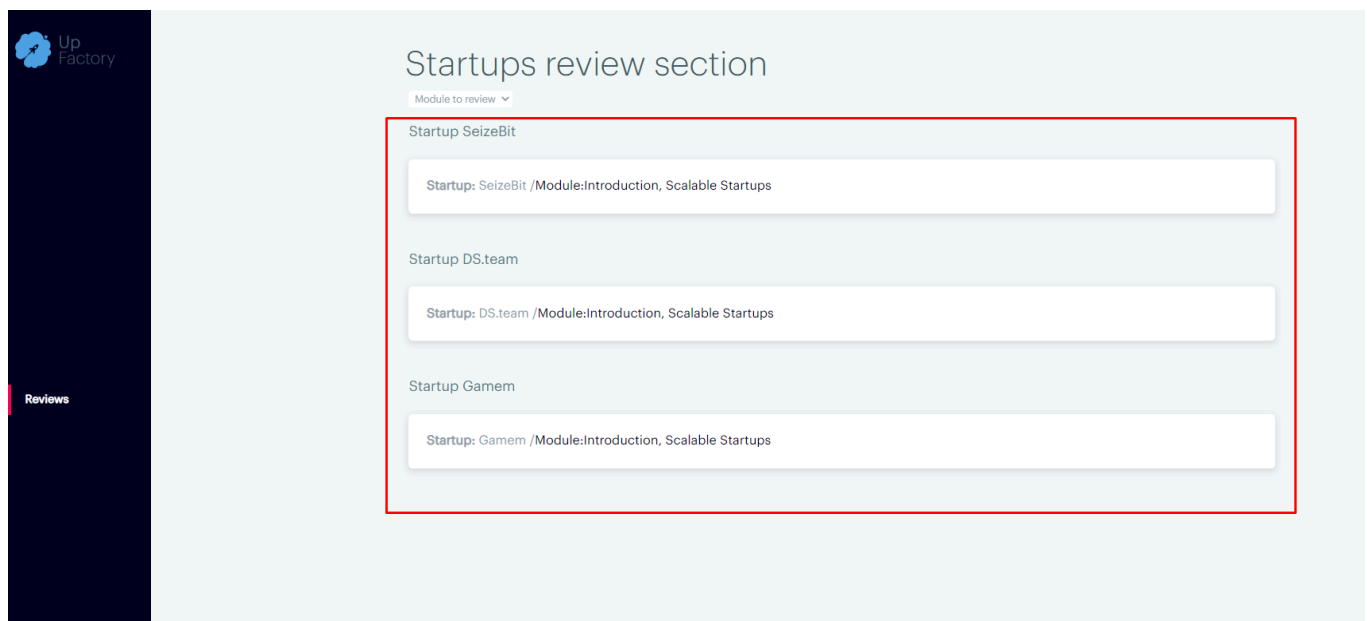 Up
Factory
Startups review section
Module to review
Startup SeizeBit
Startup: SeizeBit /Module:Introduction, Scalable Startups
Startup DS.team
Startup: DS.team /Module:Introduction, Scalable Startups
Startup Gamem
Reviews
Startup: Gamem /Module:Introduction, Scalable Startups